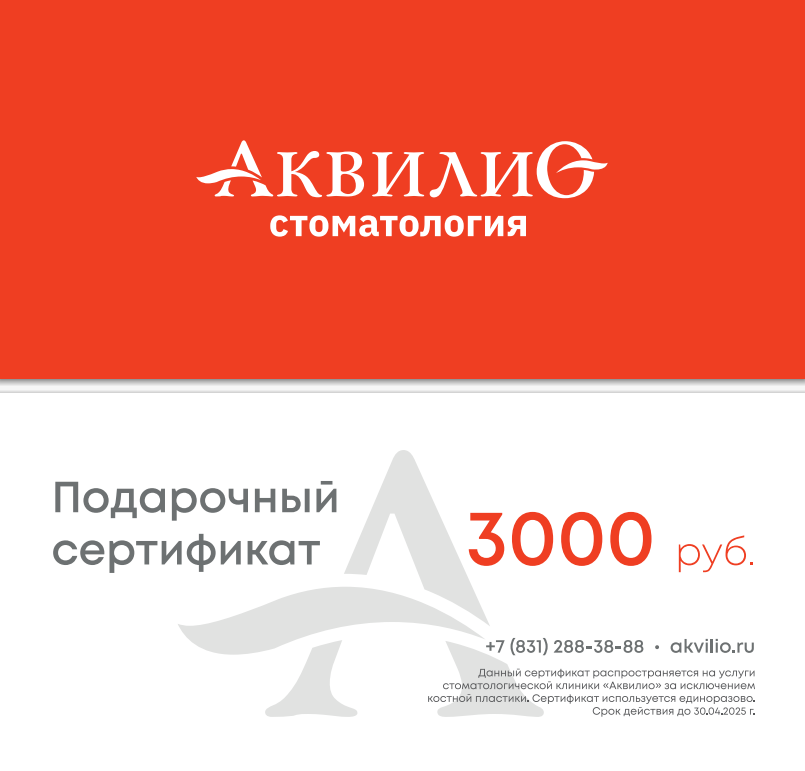 Аквилио
стоматология
Подарочный
сертификат
3000 руб.
+7 (831) 288-38-88 • akvilio.ru
Данный сертификат распространяется на услуги
стоматологической клиники «Аквилио» за исключением
костной пластики. Сертификат используется единоразово.
Срок действия до 30.04.2025 г.